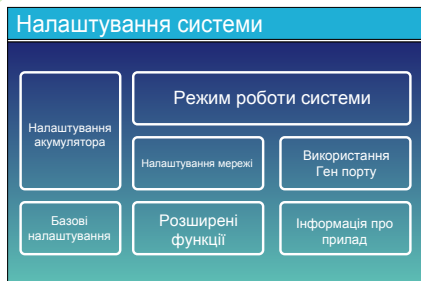 Налаштування системи
Режим роботи системи
Налаштування
акумулятора
Налаштування мережі
Використання
Ген порту
Базові
налаштування
Розширені
функції
Інформація про
прилад